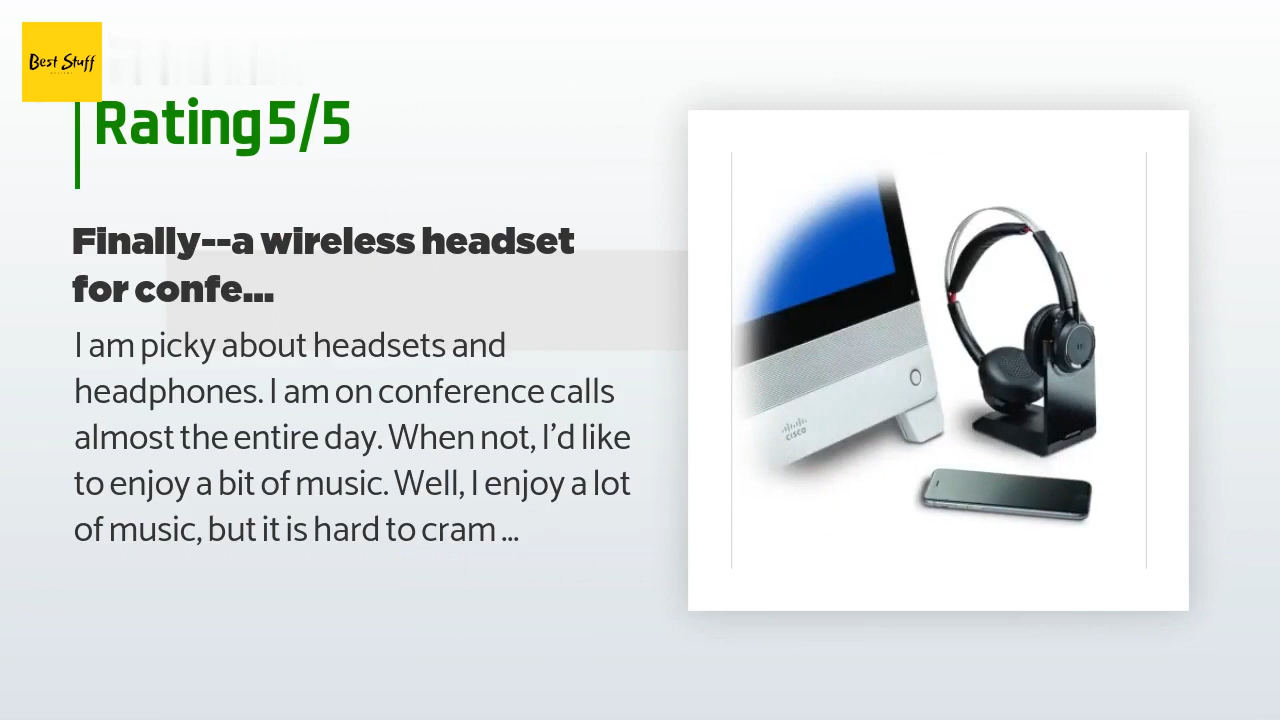 Best Stuff
Rating 5/5
Finally--a wireless headset
for confe...
I am picky about headsets and
headphones. I am on conference calls
almost the entire day. When not, I'd like
to enjoy a bit of music. Well, I enjoy a lot
of music, but it is hard to cram ...
CISCO